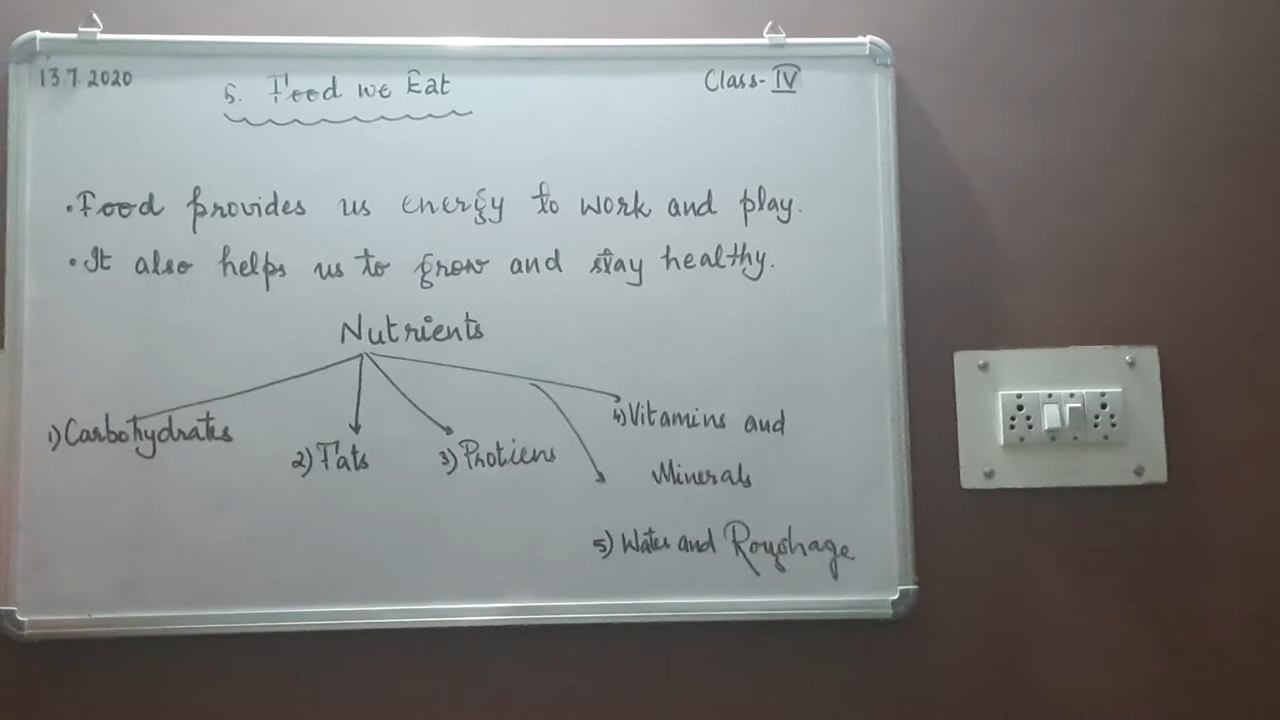 13.7.2020
5. Food we Eat
Class-IV
•Food provides us energy to work and play.
•It also helps us to grow and stay healthy.
Nutrients
1)Carbohydrates
2)Fats
3)Protiens
4)Vitamins and
Minerals
5) Water and Roughage